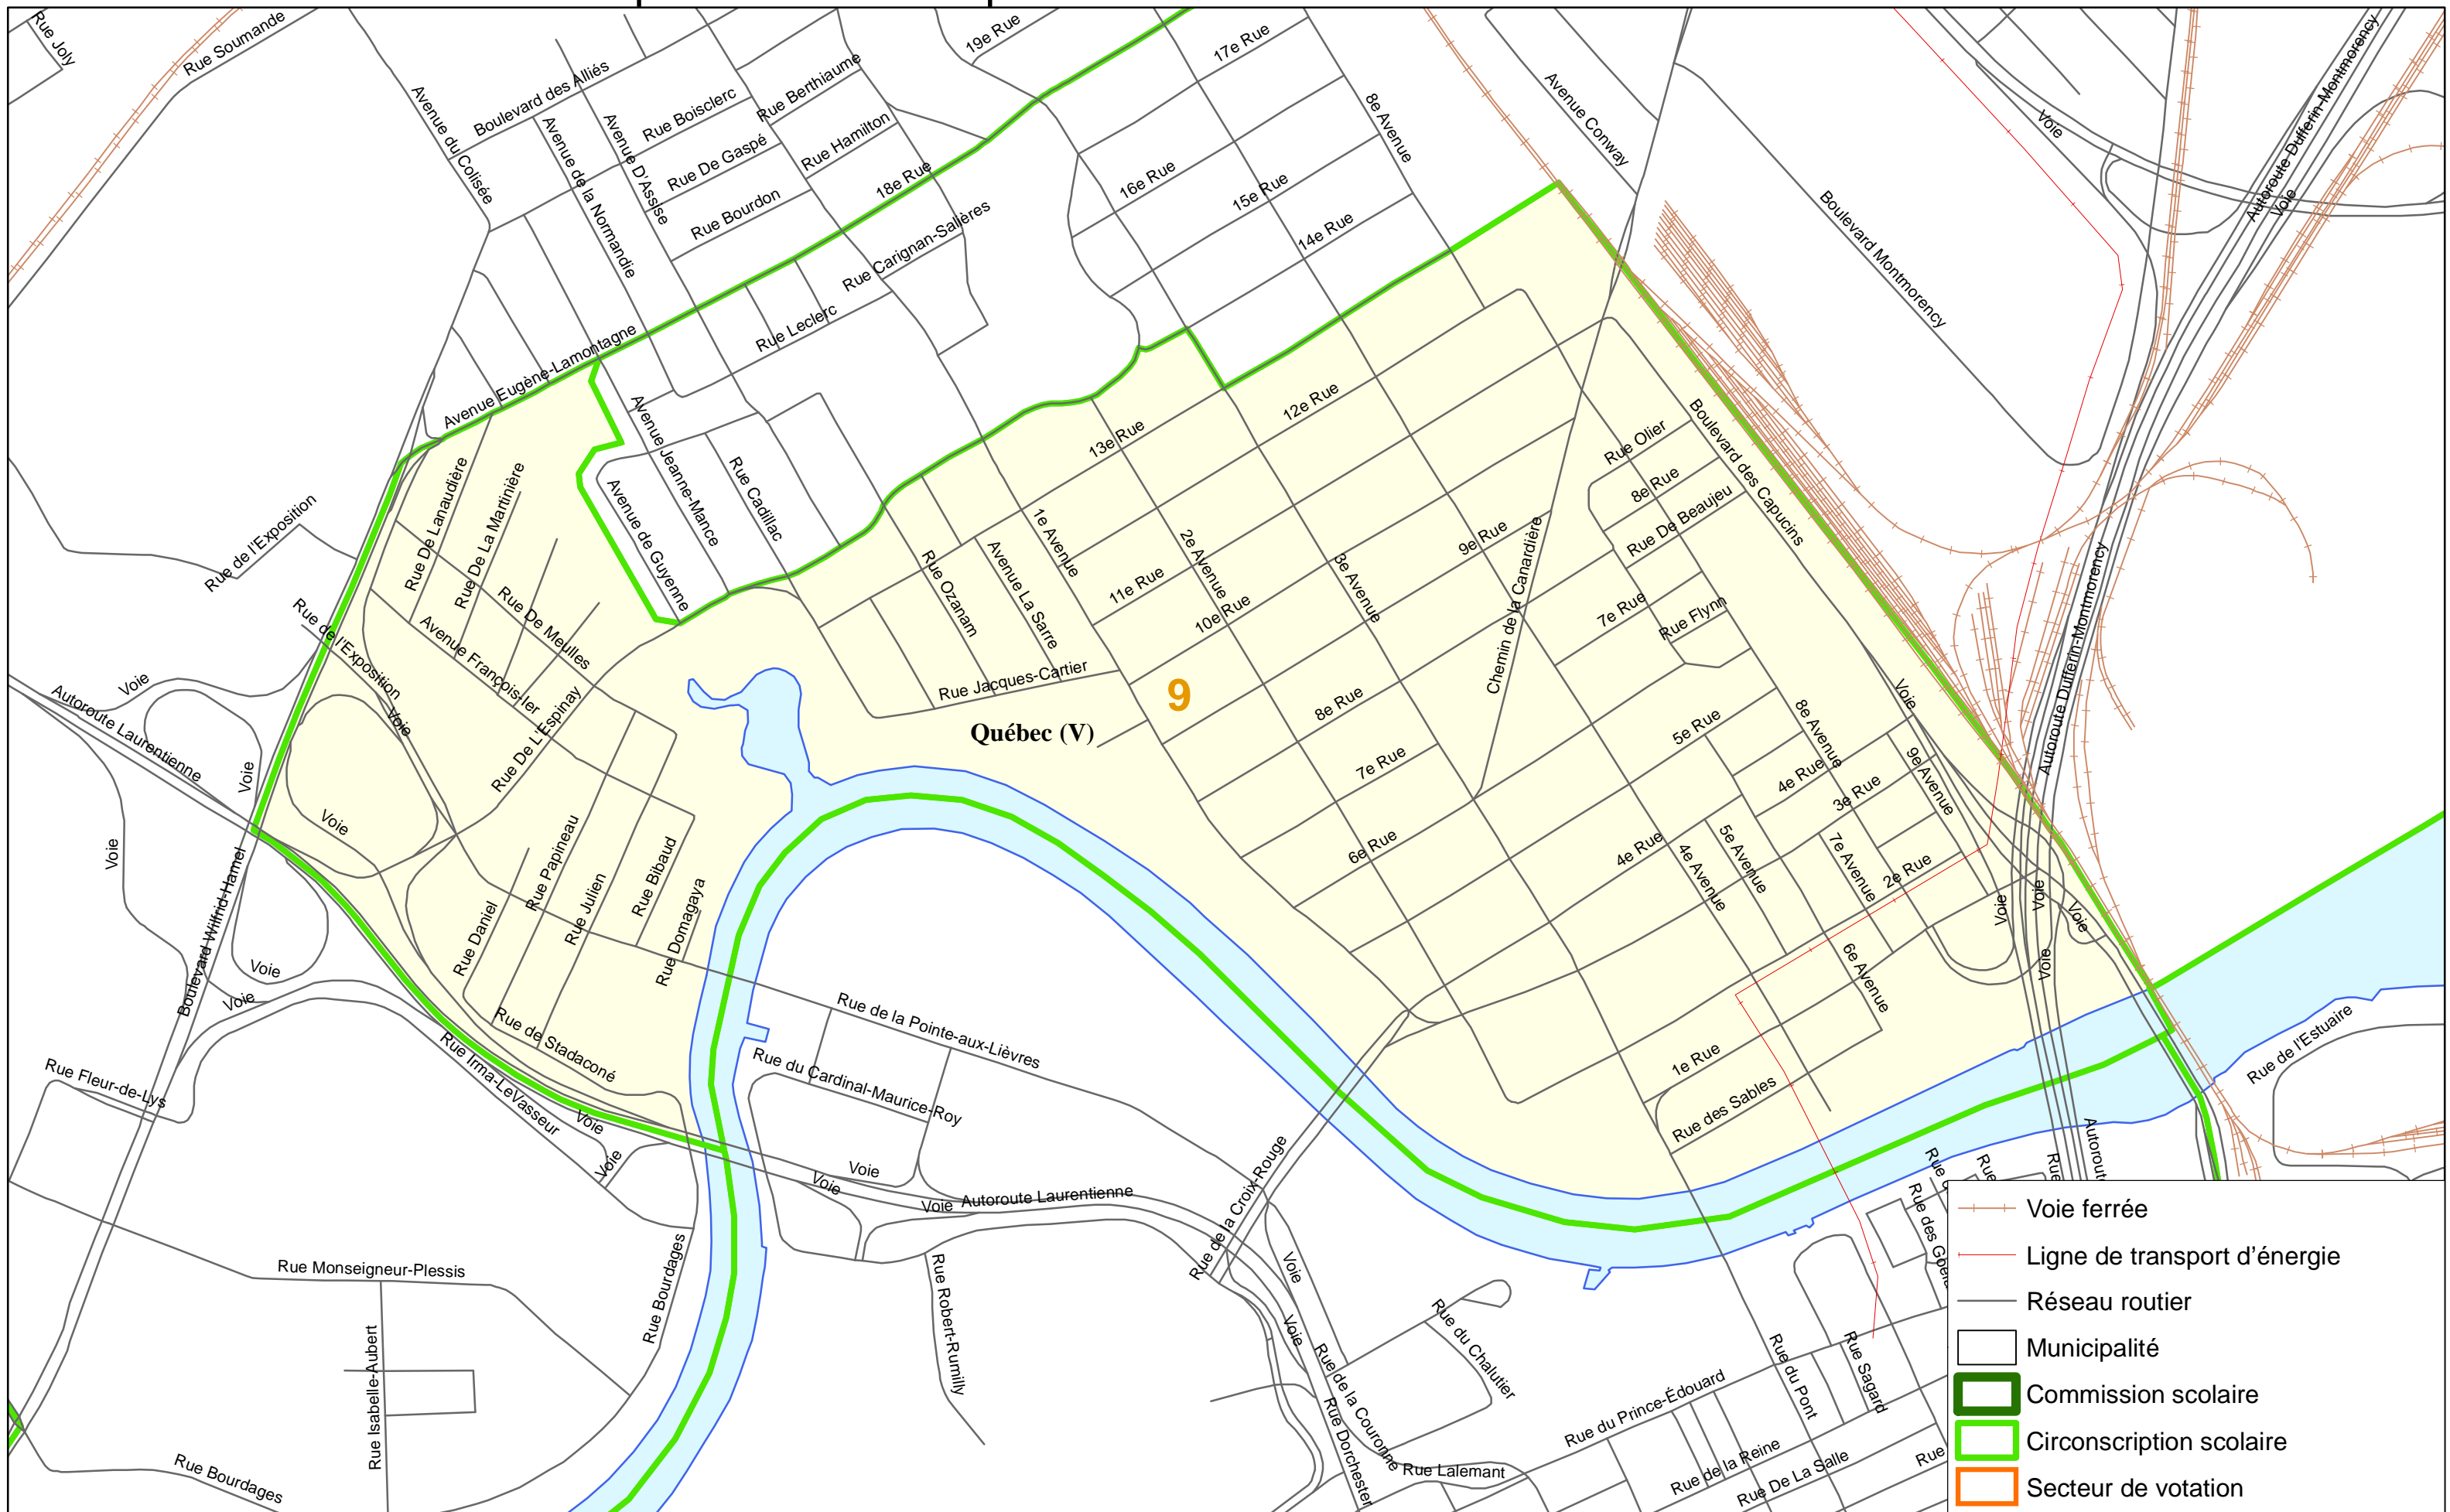 Rue Joly
Rue Soumande
19e Rue
17e Rue
Boulevard des Alliés
Avenue du Colisée
Rue Boisclerc
Rue Berthiaume
Avenue de la Normandie
Avenue D'Assise
Rue De Gaspé
Rue Hamilton
Rue Bourdon
18e Rue
Rue Carignan-Salières
16e Rue
15e Rue
14e Rue
8e Avenue
Avenue Conway
Boulevard Montmorency
Voie
Autoroute Dufferin-Montmorency
Voie
Rue Leclerc
Avenue Eugène-Lamontagne
Avenue Jeanne-Mance
Rue Cadillac
Avenue de Guyenne
13e Rue
12e Rue
Rue Olier
8e Rue
Rue De Beaujeu
Boulevard des Capucins
Rue de l'Exposition
Rue De Lanaudière
Rue De La Martinière
Rue De Meulles
Avenue François-1er
Rue de l'Exposition
Voie
Rue De L'Espinay
Rue Ozanam
Avenue La Sarre
1e Avenue
11e Rue
2e Avenue
10e Rue
3e Avenue
9e Rue
Chemin de la Canardière
7e Rue
Rue Flynn
Rue Jacques-Cartier
9
Québec (V)
8e Rue
7e Rue
6e Rue
5e Rue
8e Avenue
4e Rue
3e Rue
9e Avenue
Voie
Autoroute Dufferin-Montmorency
Voie
Autoroute Laurentienne
Voie
Voie
Voie
Boulevard Wilfrid-Hamel
Voie
Voie
Rue Papineau
Rue Julien
Rue Bibaud
Rue Domagaya
Rue Daniel
Rue de Stadaconé
4e Rue
4e Avenue
5e Avenue
7e Avenue
2e Rue
6e Avenue
Voie
Voie
Voie
Voie
1e Rue
Rue des Sables
Rue de l'Estuaire
Rue de la Pointe-aux-Lièvres
Rue du Cardinal-Maurice-Roy
Rue Fleur-de-Lys
Rue Irma-LeVasseur
Voie
Voie
Voie
Voie
Voie
Autoroute Laurentienne
Rue de la Croix-Rouge
Voie
Voie
Rue Monseigneur-Plessis
Rue Isabelle-Aubert
Rue Bourdages
Rue Bourdages
Rue Robert-Rumilly
Rue du Chalutier
Rue de la Couronne
Rue Dorchester
Rue Lalemant
Rue du Prince-Édouard
Rue de la Reine
Rue De La Salle
Rue du Pont
Rue Sagard
Rue
Rue
Rue
Rue
Autorout
Voie ferrée
Ligne de transport d'énergie
Réseau routier
Municipalité
Commission scolaire
Circonscription scolaire
Secteur de votation